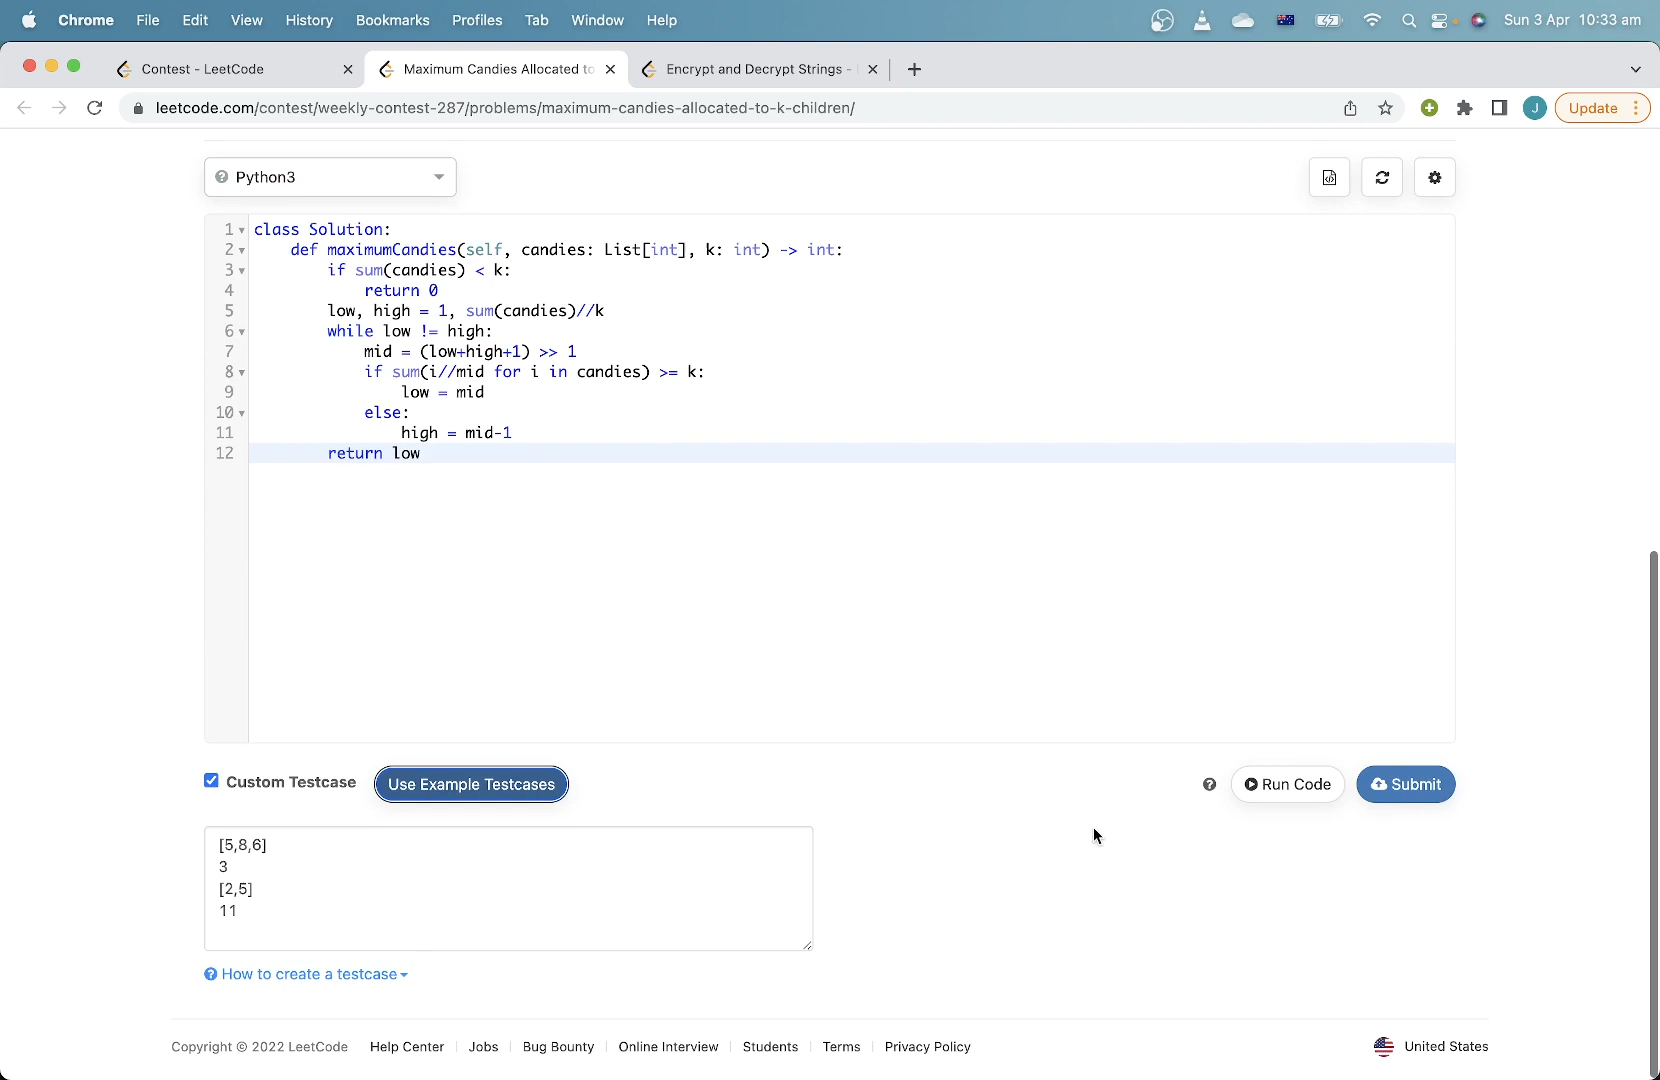 Chrome File Edit View History Bookmarks Profiles Tab Window Help Sun 3 Apr 10:33 am
Contest - LeetCode Maximum Candies Allocated to Encrypt and Decrypt Strings -
leetcode.com/contest/weekly-contest-287/problems/maximum-candies-allocated-to-k-children/ J Update
Python3
1 class Solution:
2     def maximumCandies(self, candies: List[int], k: int) -> int:
3         if sum(candies) < k:
4             return 0
5         low, high = 1, sum(candies)//k
6         while low != high:
7             mid = (low+high+1) >> 1
8             if sum(i//mid for i in candies) >= k:
9                 low = mid
10             else:
11                 high = mid-1
12         return low
Custom Testcase Use Example Testcases Run Code Submit
[5,8,6]
3
[2,5]
11
How to create a testcase
Copyright © 2022 LeetCode Help Center Jobs Bug Bounty Online Interview Students Terms Privacy Policy United States